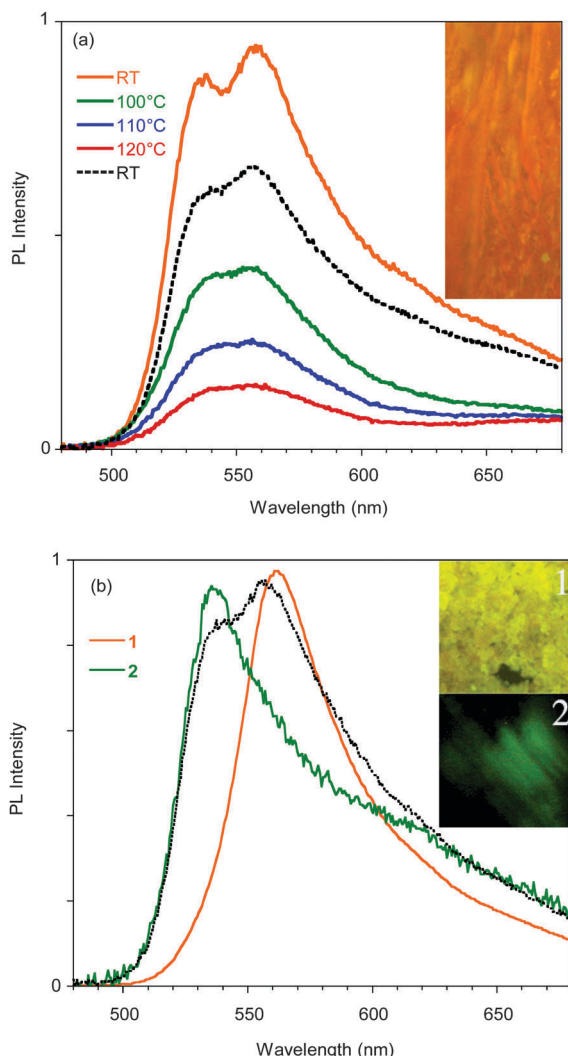 1
(a)
RT
100°C
110°C
120°C
RT
PL Intensity
0
500 550 600 650
Wavelength (nm)
1
(b)
1
2
1
2
PL Intensity
0
500 550 600 650
Wavelength (nm)